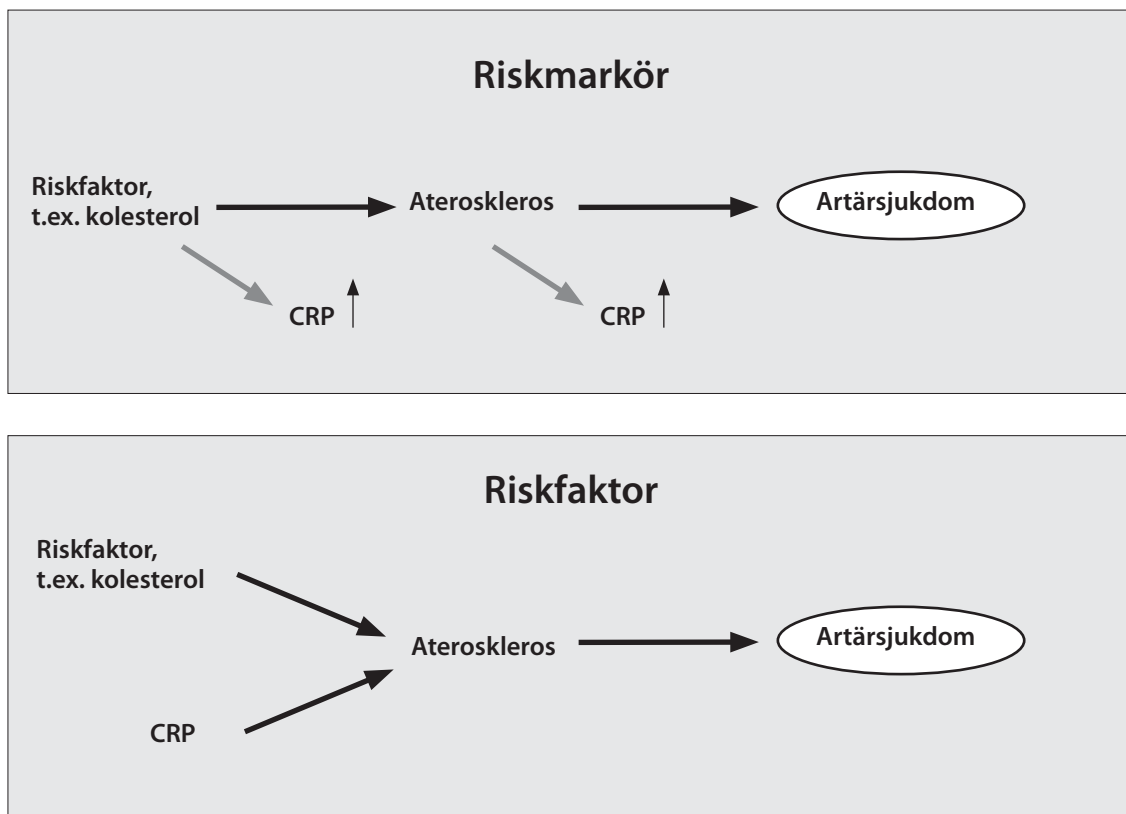 Riskmarkör
Riskfaktor,
t.ex. kolesterol
Ateroskleros
Artärsjukdom
CRP
CRP
Riskfaktor
Riskfaktor,
t.ex. kolesterol
Ateroskleros
Artärsjukdom
CRP